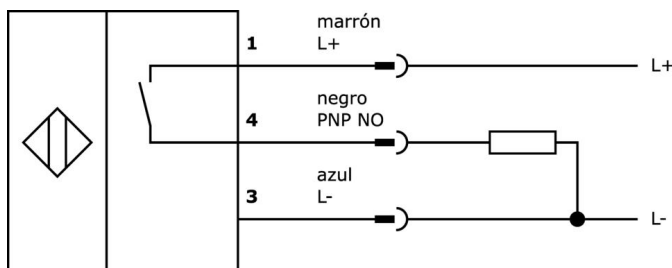 marrón
1 L+ L+
negro
4 PNP NO
azul
3 L- L-